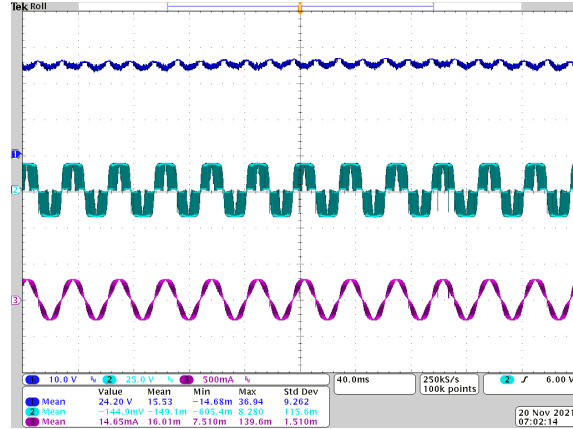 Tek Roll
1
2
3
1 10.0 V 2 25.0 V 3 500mA
40.0ms
250kS/s
100k points
2 6.00 V
Value Mean Min Max Std Dev
1 Mean 24.20 V 15.53 −14.68m 36.94 9.262
2 Mean −144.9mV −149.1m −605.4m 8.280 115.6m
3 Mean 14.65mA 16.01m 7.510m 139.6m 1.510m
20 Nov 2021
07:02:14